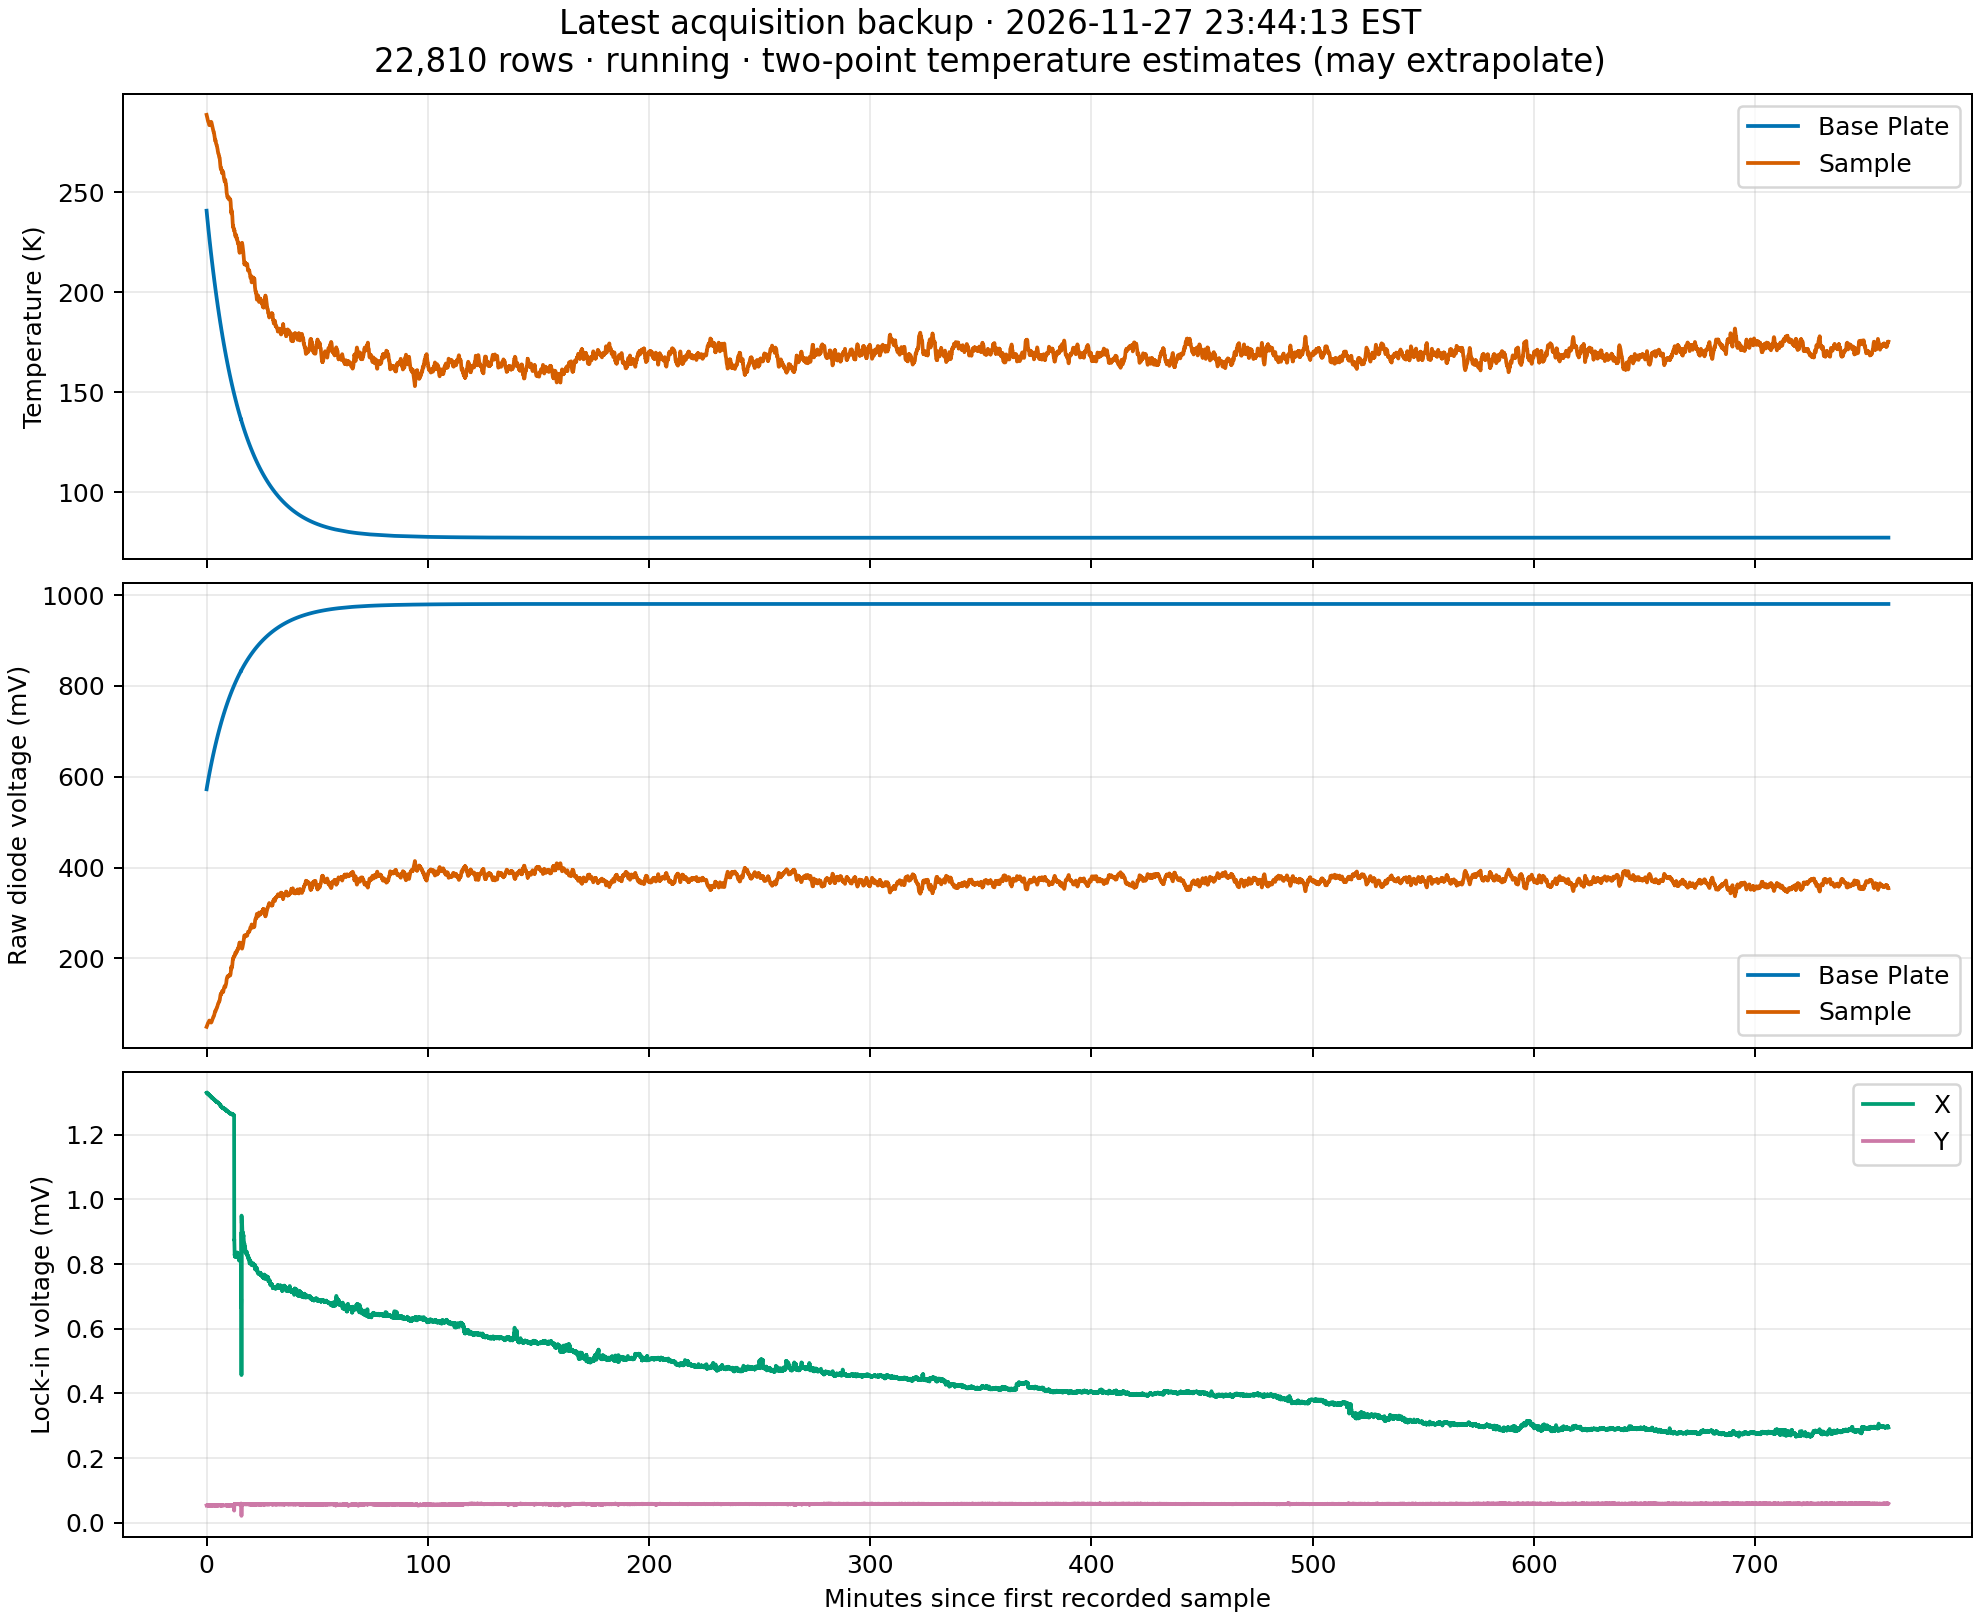 Latest acquisition backup · 2026-11-27 23:44:13 EST
22,810 rows · running · two-point temperature estimates (may extrapolate)
Temperature (K)
250
200
150
100
Base Plate
Sample
Raw diode voltage (mV)
1000
800
600
400
200
Base Plate
Sample
Lock-in voltage (mV)
1.2
1.0
0.8
0.6
0.4
0.2
0.0
X
Y
0 100 200 300 400 500 600 700
Minutes since first recorded sample